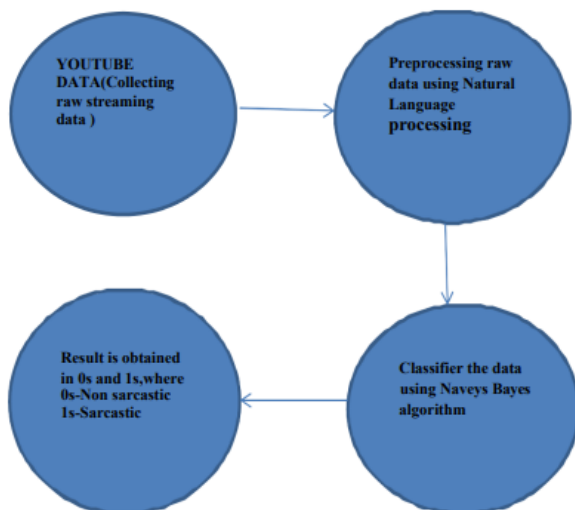 YOUTUBE
DATA(Collecting
raw streaming
data )
Preprocessing raw
data using Natural
Language
processing
Classifier the data
using Naveys Bayes
algorithm
Result is obtained
in 0s and 1s,where
0s-Non sarcastic
1s-Sarcastic